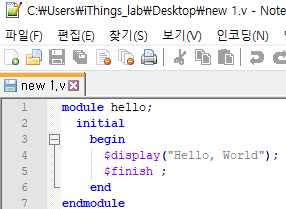 C:₩Users₩iThings_lab₩Desktop₩new 1.v - Note
파일(F) 편집(E) 찾기(S) 보기(V) 인코딩(N)
new 1.v
1 module hello;
2 initial
3 begin
4 $display("Hello, World");
5 $finish ;
6 end
7 endmodule